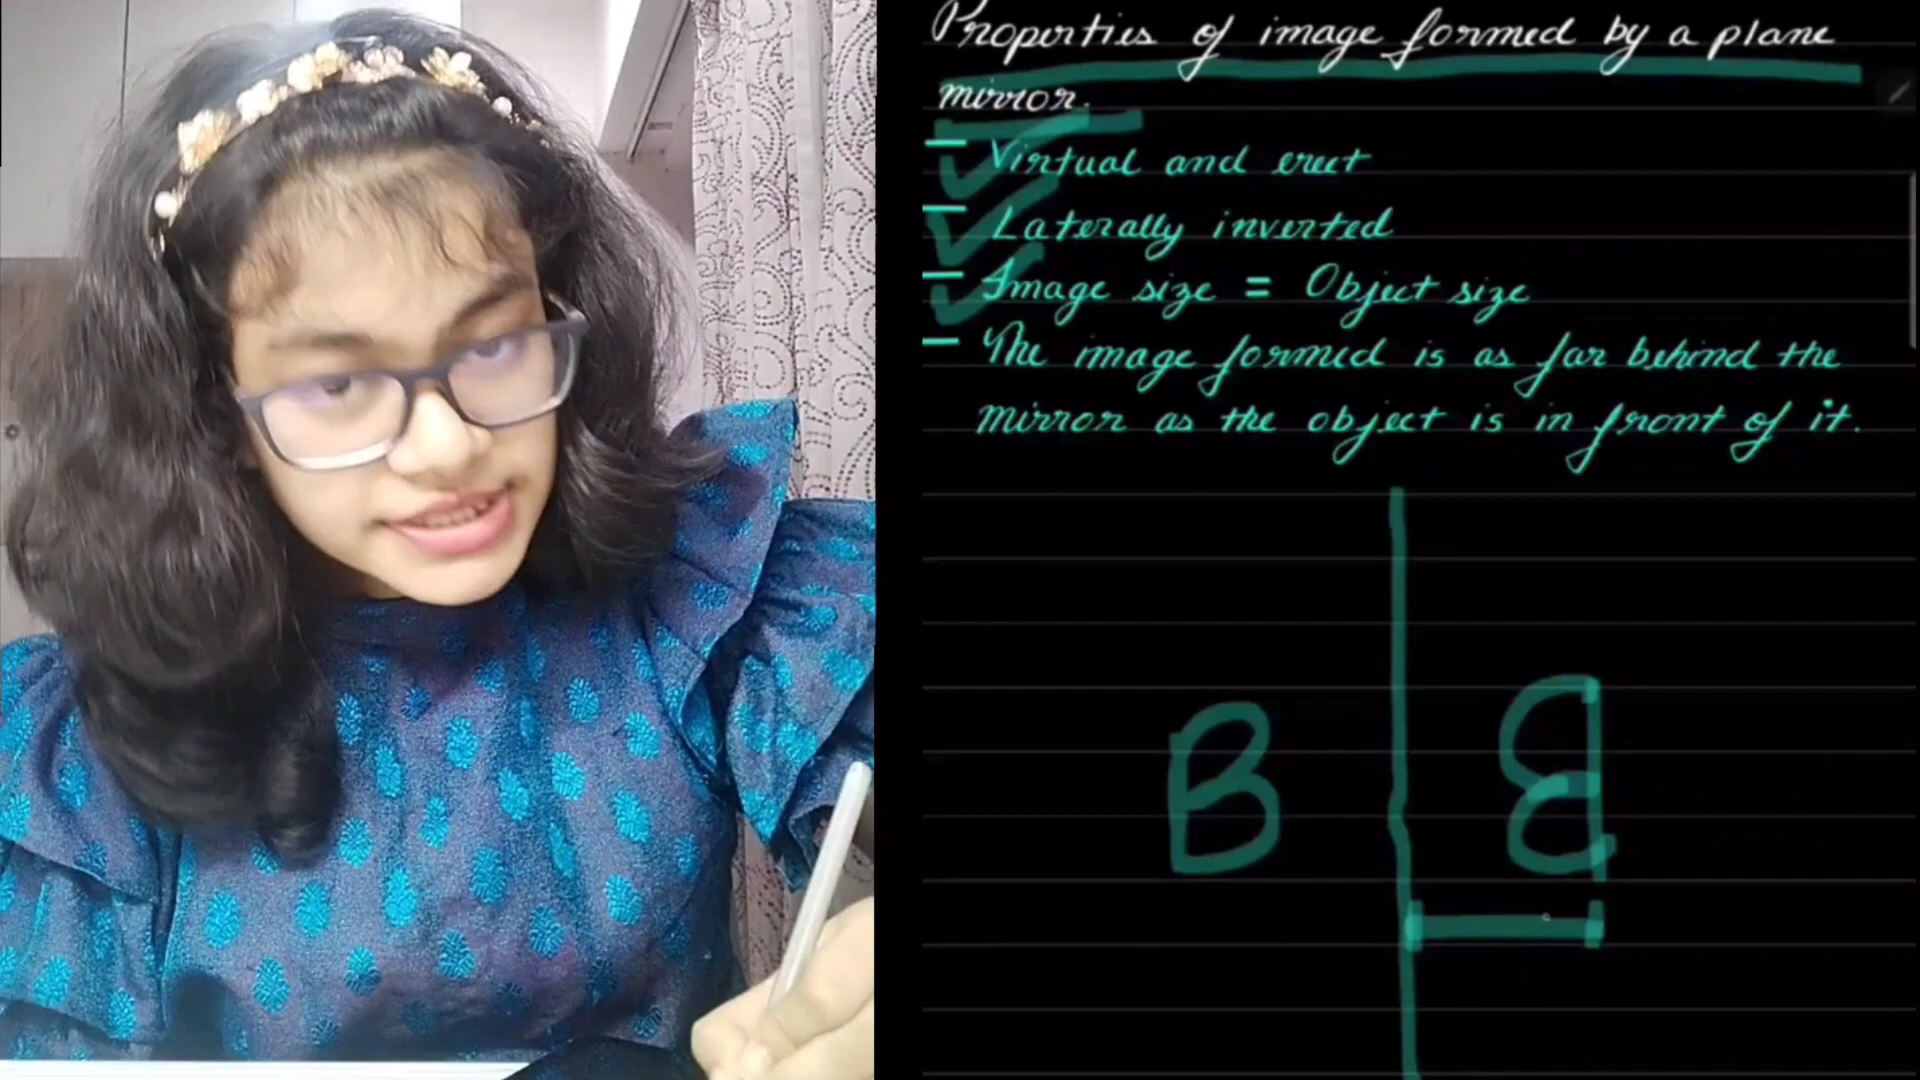 Properties of image formed by a plane
mirror.
- Virtual and erect
- Laterally inverted
- Image size = Object size
- The image formed is as far behind the
mirror as the object is in front of it.
B B